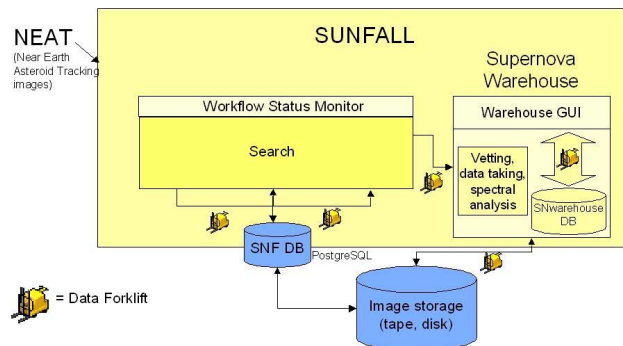 NEAT
(Near Earth
Asteroid Tracking
images)
SUNFALL
Supernova
Warehouse
Workflow Status Monitor
Search
Warehouse GUI
Vetting,
data taking,
spectral
analysis
SNwarehouse
DB
SNF DB
PostgreSQL
Image storage
(tape, disk)
= Data Forklift